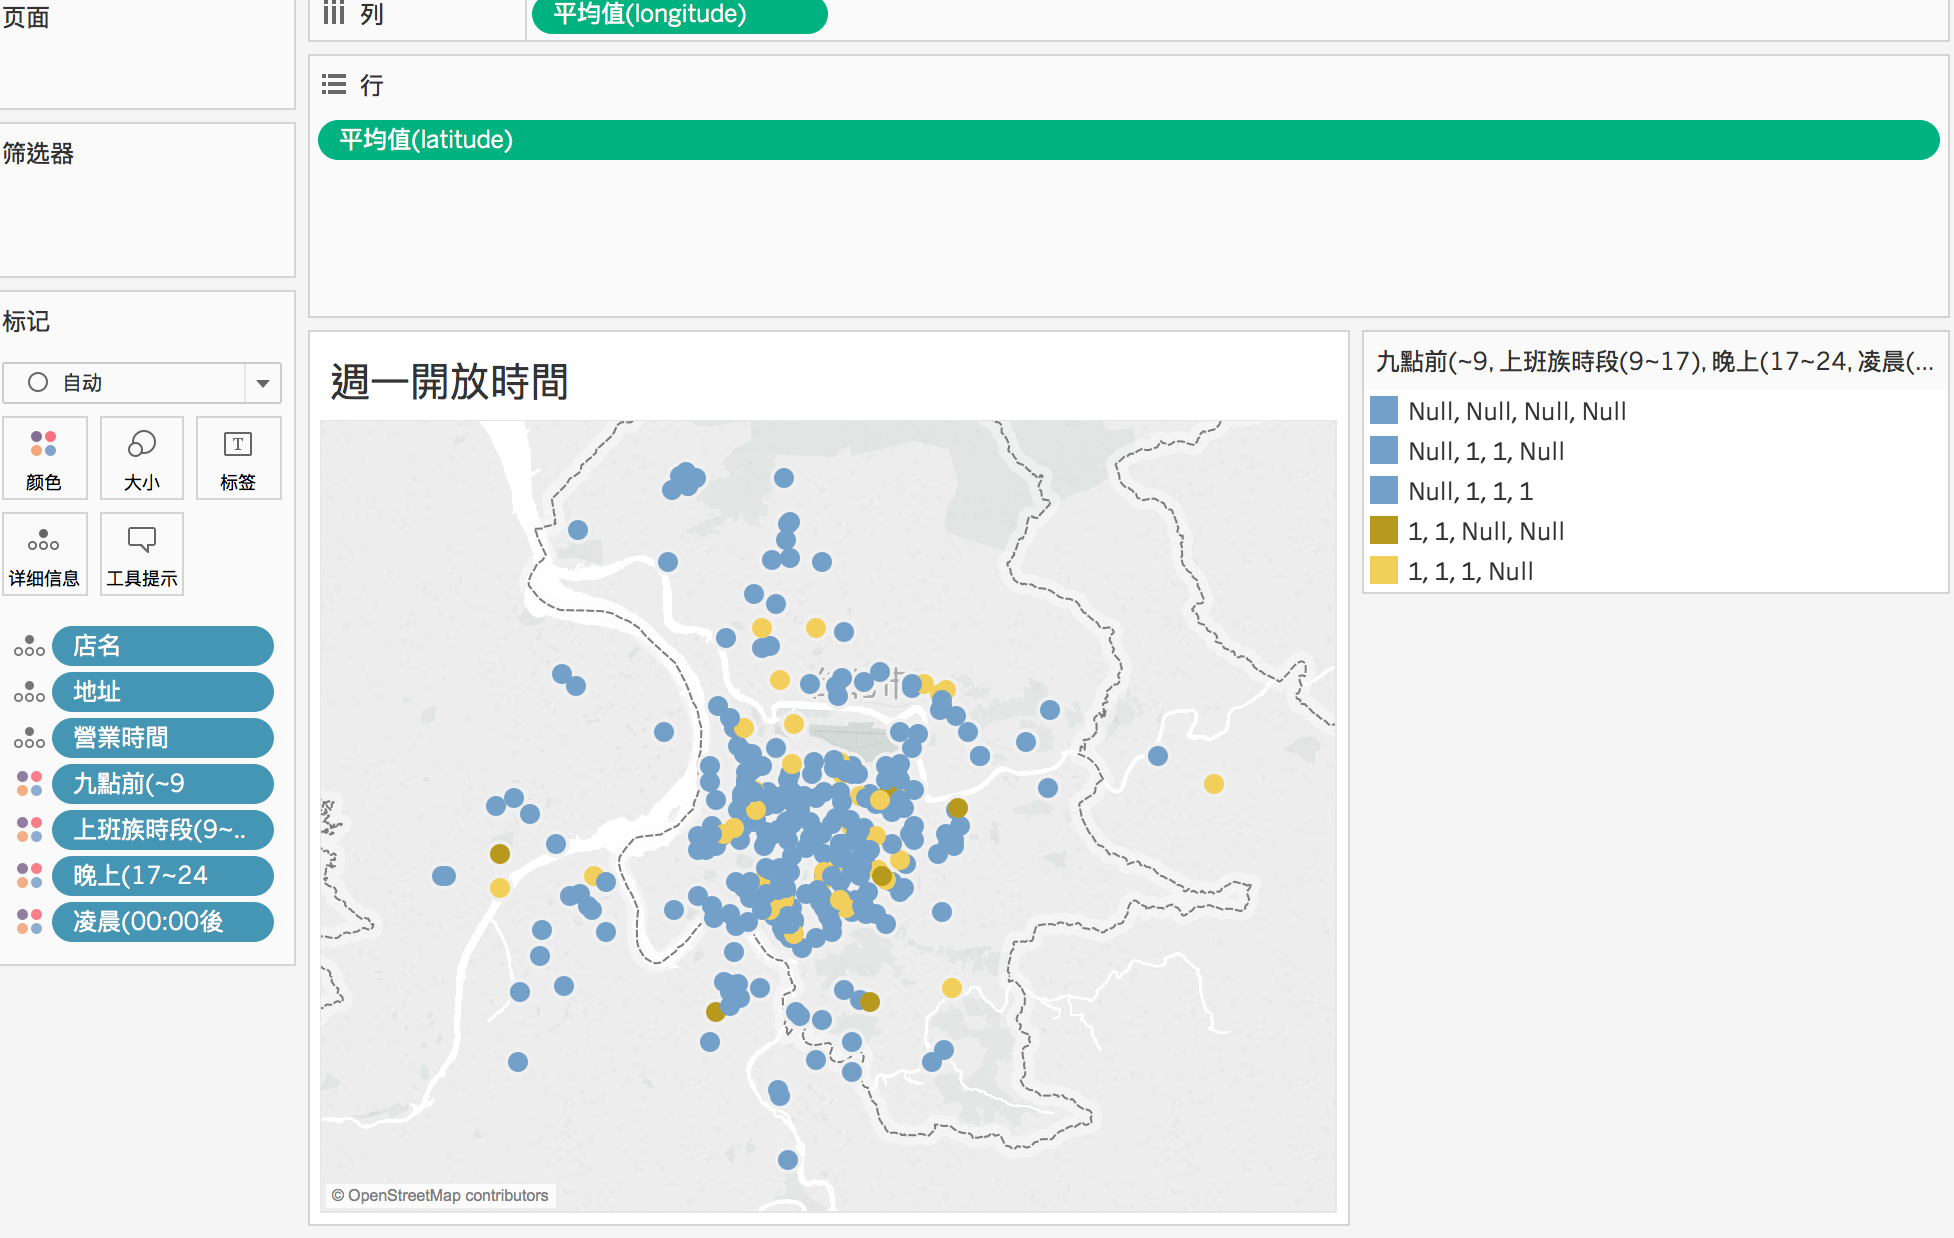 页面
列
平均值(longitude)
行
平均值(latitude)
筛选器
标记
自动
颜色
大小
标签
详细信息
工具提示
店名
地址
營業時間
九點前(~9
上班族時段(9~..
晚上(17~24
凌晨(00:00後
週一開放時間
© OpenStreetMap contributors
九點前(~9, 上班族時段(9~17), 晚上(17~24, 凌晨(...
Null, Null, Null, Null
Null, 1, 1, Null
Null, 1, 1, 1
1, 1, Null, Null
1, 1, 1, Null